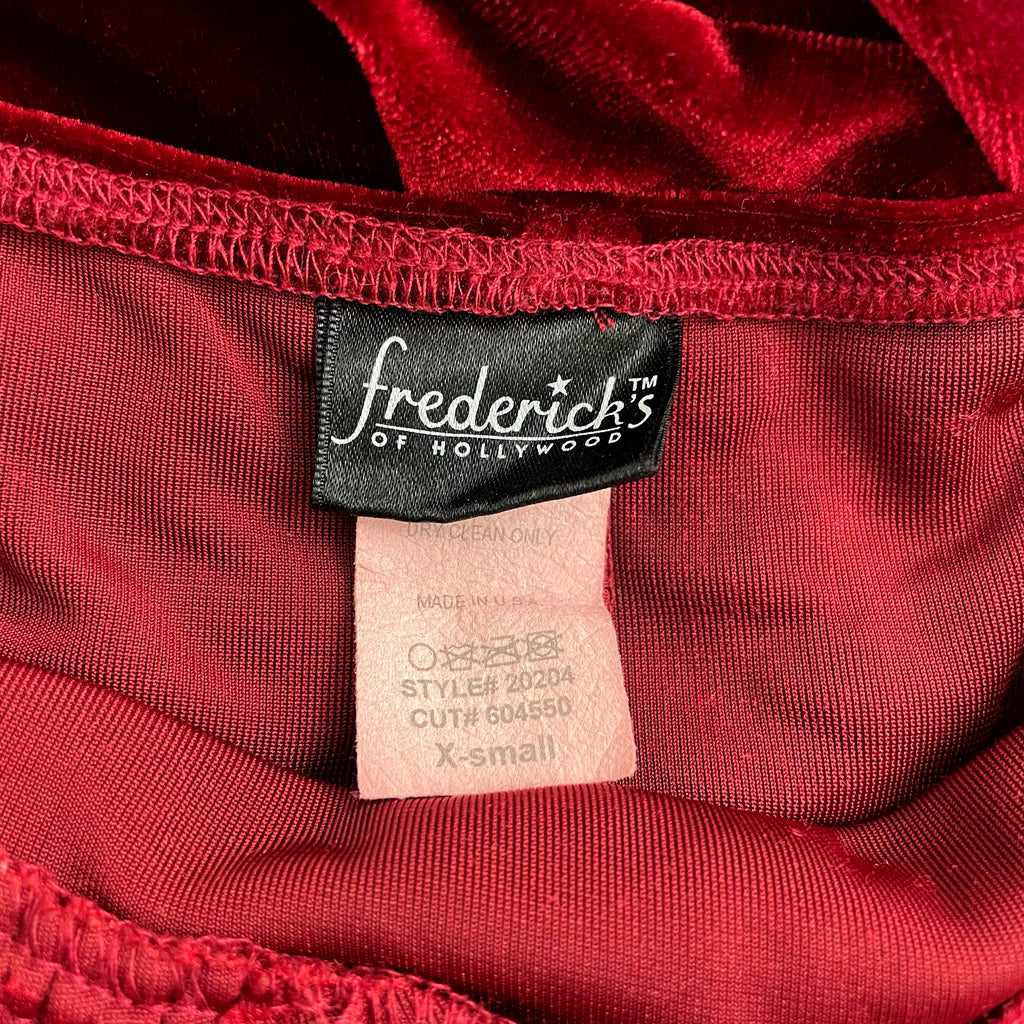 frederick's™
OF HOLLYWOOD
DRY CLEAN ONLY
MADE IN U.S.A.
STYLE# 20204
CUT# 604550
X-small